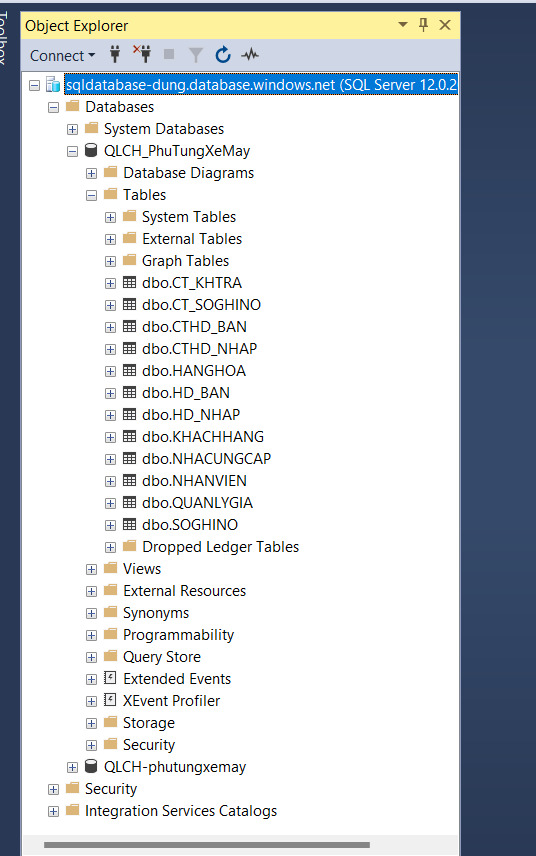 Toolbox
Object Explorer
Connect
sqldatabase-dung.database.windows.net (SQL Server 12.0.2
Databases
System Databases
QLCH_PhuTungXeMay
Database Diagrams
Tables
System Tables
External Tables
Graph Tables
dbo.CT_KHTRA
dbo.CT_SOGHINO
dbo.CTHD_BAN
dbo.CTHD_NHAP
dbo.HANGHOA
dbo.HD_BAN
dbo.HD_NHAP
dbo.KHACHHANG
dbo.NHACUNGCAP
dbo.NHANVIEN
dbo.QUANLYGIA
dbo.SOGHINO
Dropped Ledger Tables
Views
External Resources
Synonyms
Programmability
Query Store
Extended Events
XEvent Profiler
Storage
Security
QLCH-phutungxemay
Security
Integration Services Catalogs